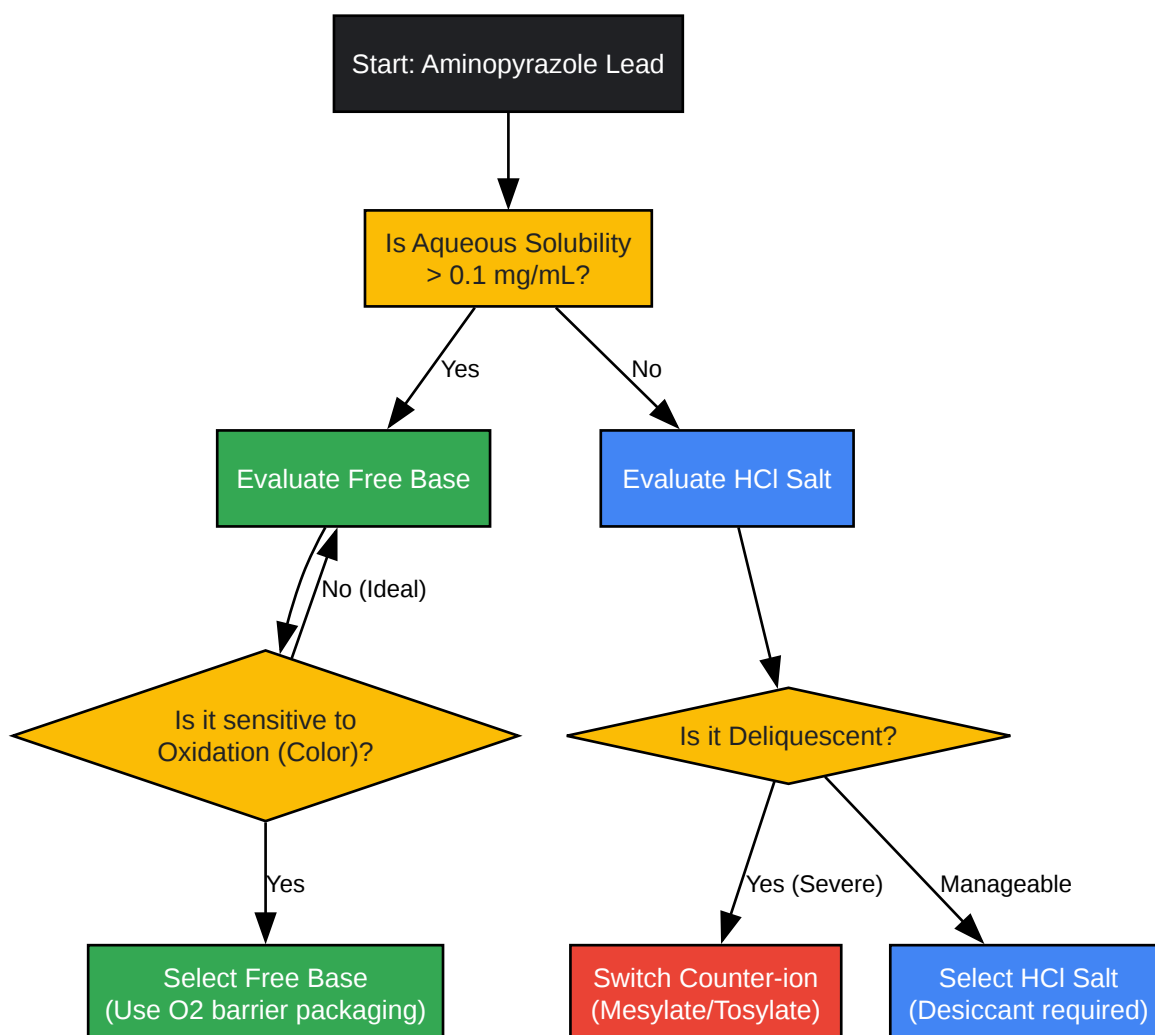 Start: Aminopyrazole Lead
Is Aqueous Solubility
> 0.1 mg/mL?
Yes
No
Evaluate Free Base
Evaluate HCl Salt
No (Ideal)
Is it sensitive to
Oxidation (Color)?
Is it Deliquescent?
Yes
Yes (Severe)
Manageable
Select Free Base
(Use O2 barrier packaging)
Switch Counter-ion
(Mesylate/Tosylate)
Select HCl Salt
(Desiccant required)